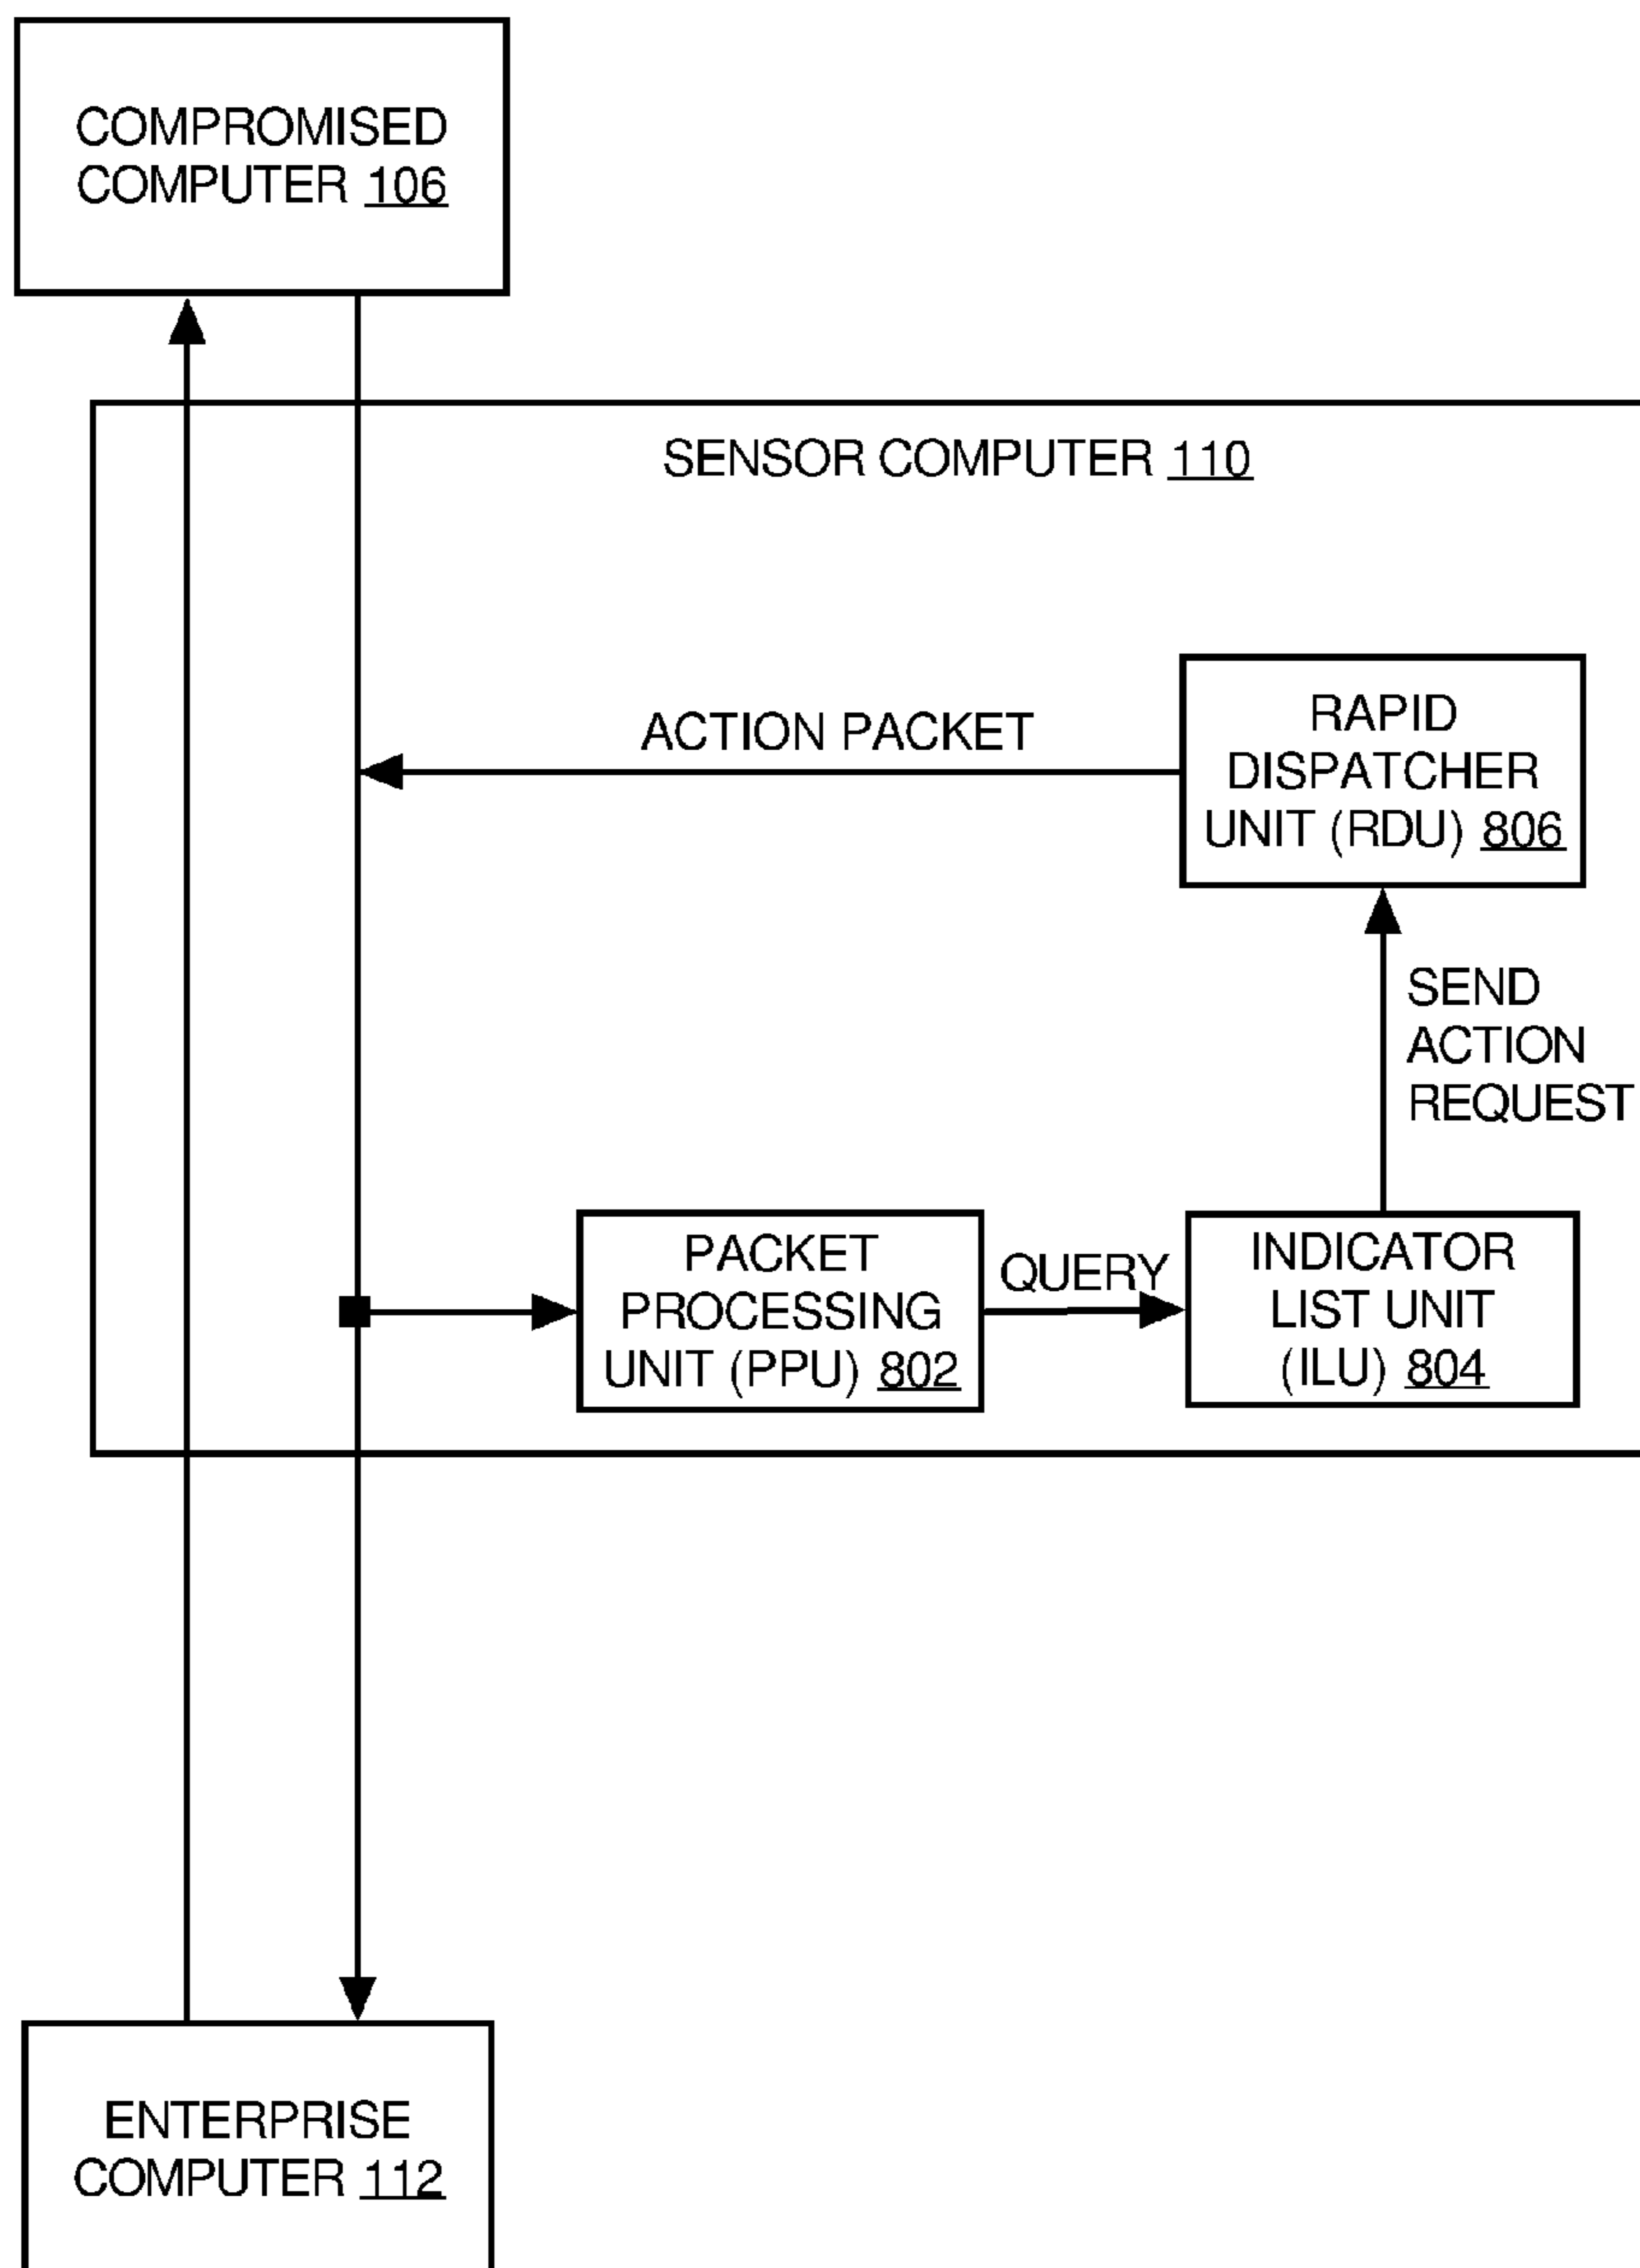 COMPROMISED
COMPUTER 106
SENSOR COMPUTER 110
RAPID
DISPATCHER
UNIT (RDU) 806
ACTION PACKET
SEND
ACTION
REQUEST
PACKET
PROCESSING
UNIT (PPU) 802
QUERY
INDICATOR
LIST UNIT
(ILU) 804
ENTERPRISE
COMPUTER 112